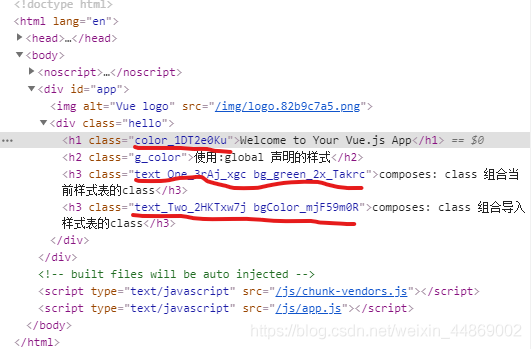 <!doctype html>
<html lang="en">
<head>…</head>
<body>
<noscript>…</noscript>
<div id="app">
<img alt="Vue logo" src="/img/logo.82b9c7a5.png">
<div class="hello">
… <h1 class="color_1DT2e0Ku">Welcome to Your Vue.js App</h1> == $0
<h2 class="g_color">使用:global 声明的样式</h2>
<h3 class="text_One_3rAj_xgc bg_green_2x_Takrc">composes: class 组合当
前样式表的class</h3>
<h3 class="text_Two_2HKTxw7j bgColor_mjF59m0R">composes: class 组合导入
样式表的class</h3>
</div>
</div>
<!-- built files will be auto injected -->
<script type="text/javascript" src="/js/chunk-vendors.js"></script>
<script type="text/javascript" src="/js/app.js"></script>
</body>
</html>
https://blog.csdn.net/weixin_44869002